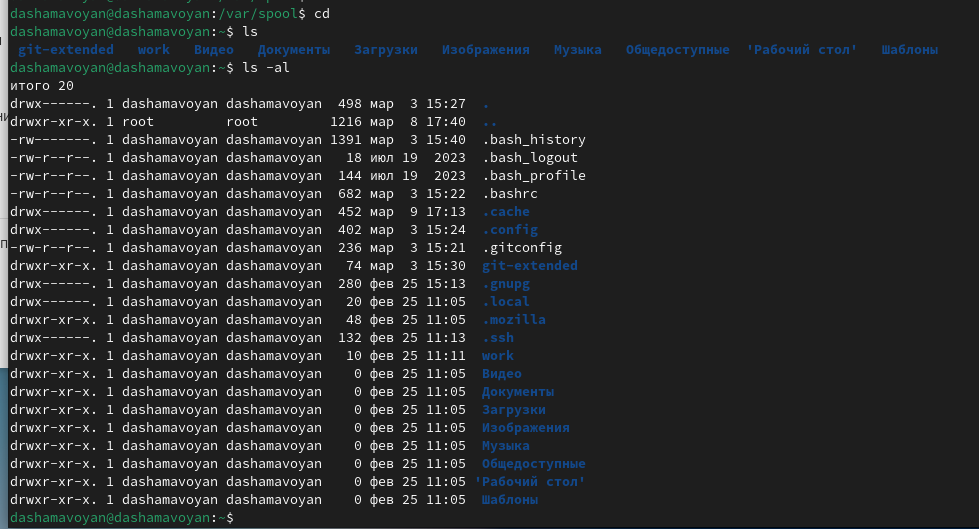 dashamavoyan@dashamavoyan:/var/spool$ cd
dashamavoyan@dashamavoyan:~$ ls
git-extended work Видео Документы Загрузки Изображения Музыка Общедоступные 'Рабочий стол' Шаблоны
dashamavoyan@dashamavoyan:~$ ls -al
итого 20
drwx------. 1 dashamavoyan dashamavoyan 498 мар 3 15:27 .
drwxr-xr-x. 1 root root 1216 мар 8 17:40 ..
-rw-------. 1 dashamavoyan dashamavoyan 1391 мар 3 15:40 .bash_history
-rw-r--r--. 1 dashamavoyan dashamavoyan 18 июл 19 2023 .bash_logout
-rw-r--r--. 1 dashamavoyan dashamavoyan 144 июл 19 2023 .bash_profile
-rw-r--r--. 1 dashamavoyan dashamavoyan 682 мар 3 15:22 .bashrc
drwx------. 1 dashamavoyan dashamavoyan 452 мар 9 17:13 .cache
drwx------. 1 dashamavoyan dashamavoyan 402 мар 3 15:24 .config
-rw-r--r--. 1 dashamavoyan dashamavoyan 236 мар 3 15:21 .gitconfig
drwxr-xr-x. 1 dashamavoyan dashamavoyan 74 мар 3 15:30 git-extended
drwx------. 1 dashamavoyan dashamavoyan 280 фев 25 15:13 .gnupg
drwx------. 1 dashamavoyan dashamavoyan 20 фев 25 11:05 .local
drwxr-xr-x. 1 dashamavoyan dashamavoyan 48 фев 25 11:05 .mozilla
drwx------. 1 dashamavoyan dashamavoyan 132 фев 25 11:13 .ssh
drwxr-xr-x. 1 dashamavoyan dashamavoyan 10 фев 25 11:11 work
drwxr-xr-x. 1 dashamavoyan dashamavoyan 0 фев 25 11:05 Видео
drwxr-xr-x. 1 dashamavoyan dashamavoyan 0 фев 25 11:05 Документы
drwxr-xr-x. 1 dashamavoyan dashamavoyan 0 фев 25 11:05 Загрузки
drwxr-xr-x. 1 dashamavoyan dashamavoyan 0 фев 25 11:05 Изображения
drwxr-xr-x. 1 dashamavoyan dashamavoyan 0 фев 25 11:05 Музыка
drwxr-xr-x. 1 dashamavoyan dashamavoyan 0 фев 25 11:05 Общедоступные
drwxr-xr-x. 1 dashamavoyan dashamavoyan 0 фев 25 11:05 'Рабочий стол'
drwxr-xr-x. 1 dashamavoyan dashamavoyan 0 фев 25 11:05 Шаблоны
dashamavoyan@dashamavoyan:~$